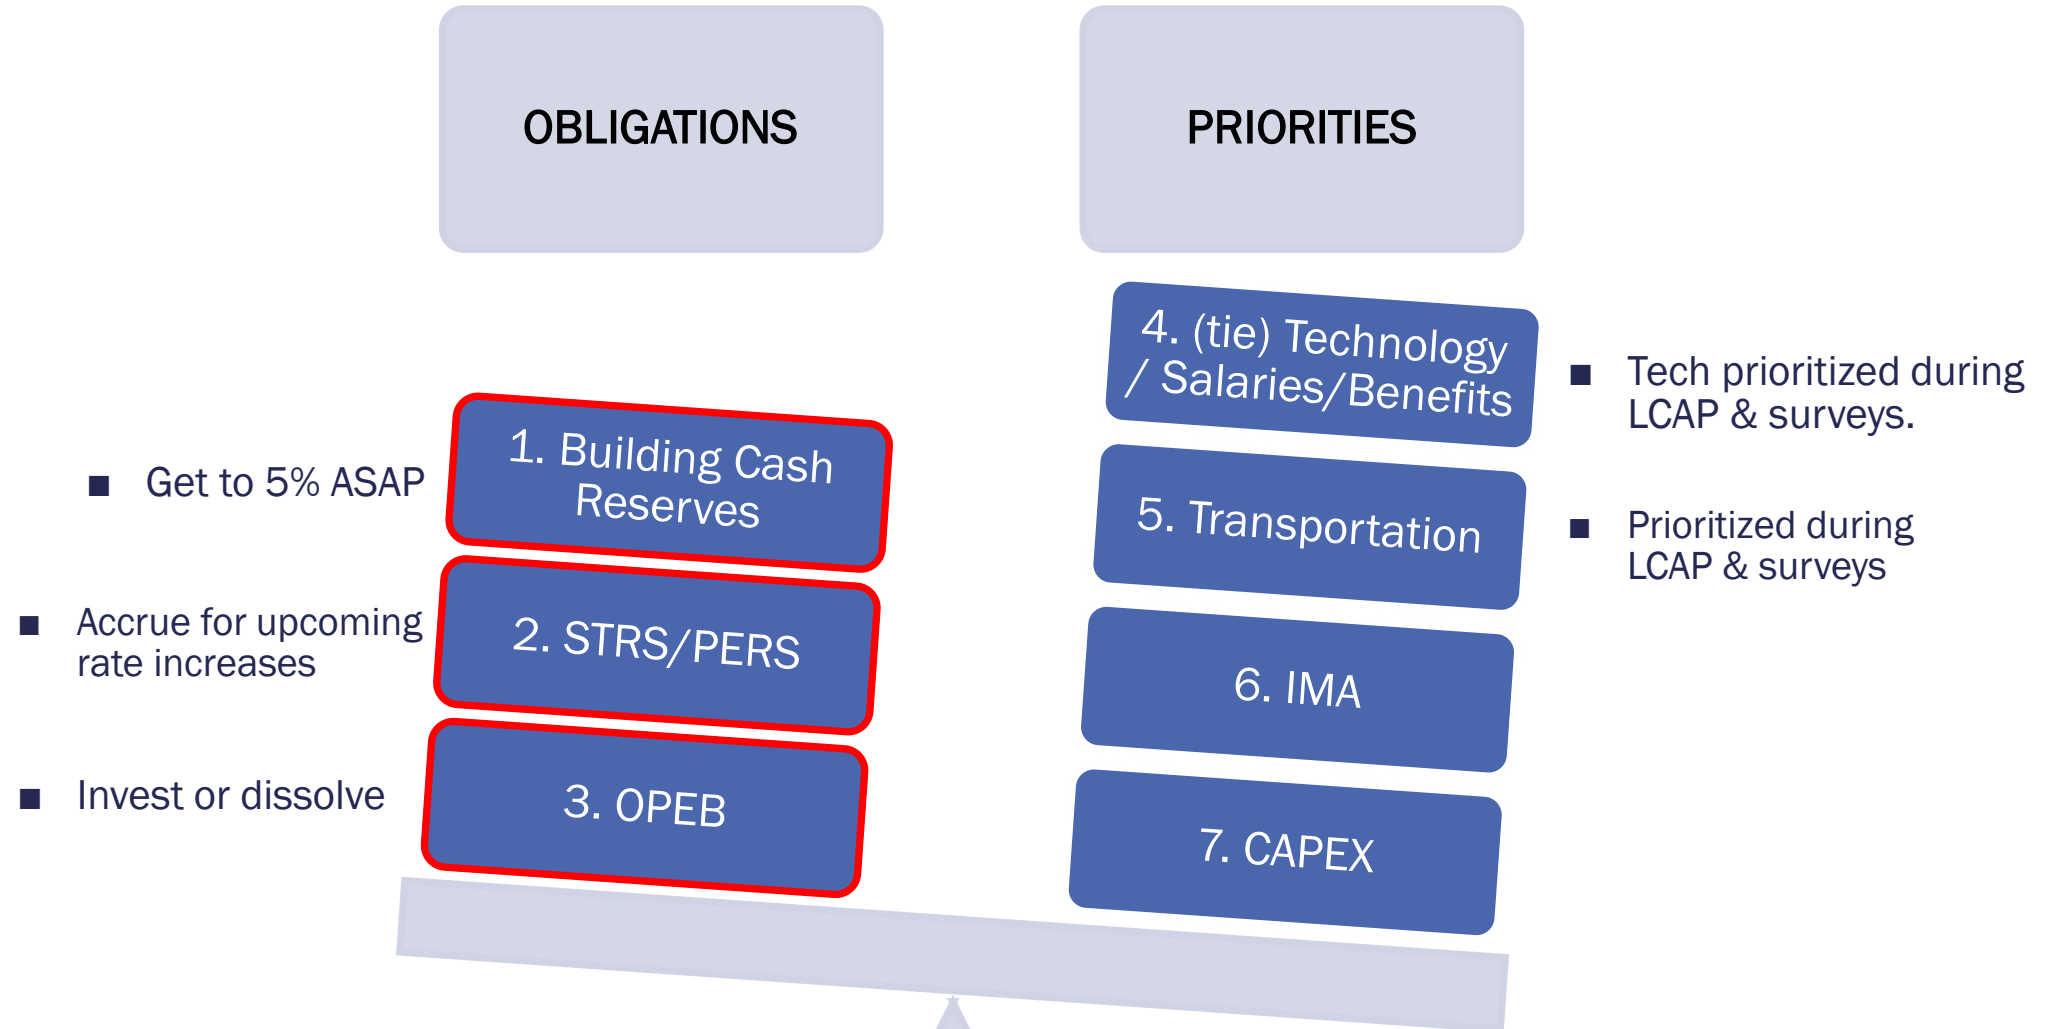 OBLIGATIONS
■ Get to 5% ASAP
1. Building Cash
Reserves
■ Accrue for upcoming
rate increases
2. STRS/PERS
■ Invest or dissolve
3. OPEB
PRIORITIES
4. (tie) Technology
/ Salaries/Benefits
■ Tech prioritized during
LCAP & surveys.
5. Transportation
■ Prioritized during
LCAP & surveys
6. IMA
7. CAPEX